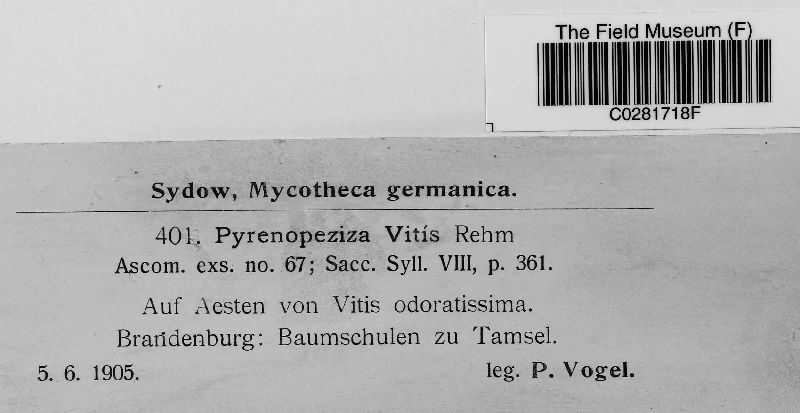 The Field Museum (F)
C0281718F
Sydow, Mycotheca germanica.
401. Pyrenopeziza Vitis Rehm
Ascom. exs. no. 67; Sacc. Syll. VIII, p. 361.
Auf Aesten von Vitis odoratissima.
Brandenburg: Baumschulen zu Tamsel.
5. 6. 1905. leg. P. Vogel.